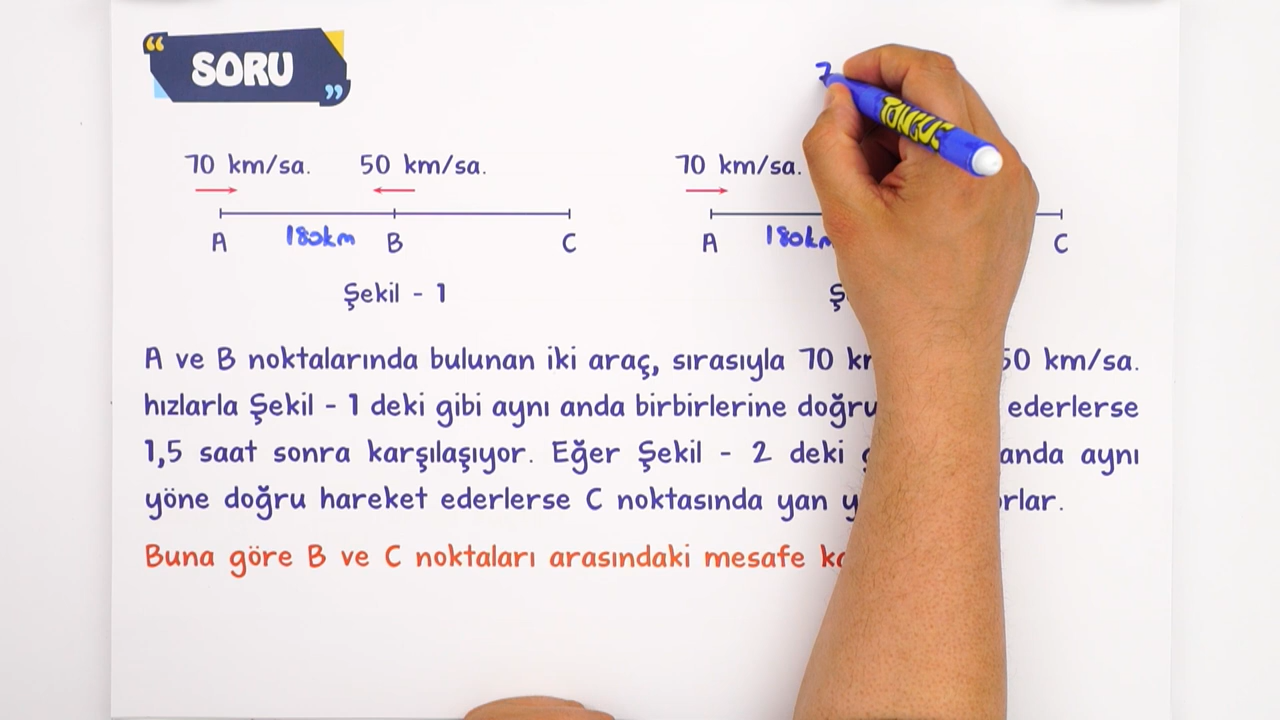 SORU
7
70 km/sa. 50 km/sa. 70 km/sa.
A 180km B C A 180km C
Şekil - 1
A ve B noktalarında bulunan iki araç, sırasıyla 70 50 km/sa.
hızlarla Şekil - 1 deki gibi aynı anda birbirlerine doğru ederlerse
1,5 saat sonra karşılaşıyor. Eğer Şekil - 2 deki anda aynı
yöne doğru hareket ederlerse C noktasında yan
Buna göre B ve C noktaları arasındaki mesafe